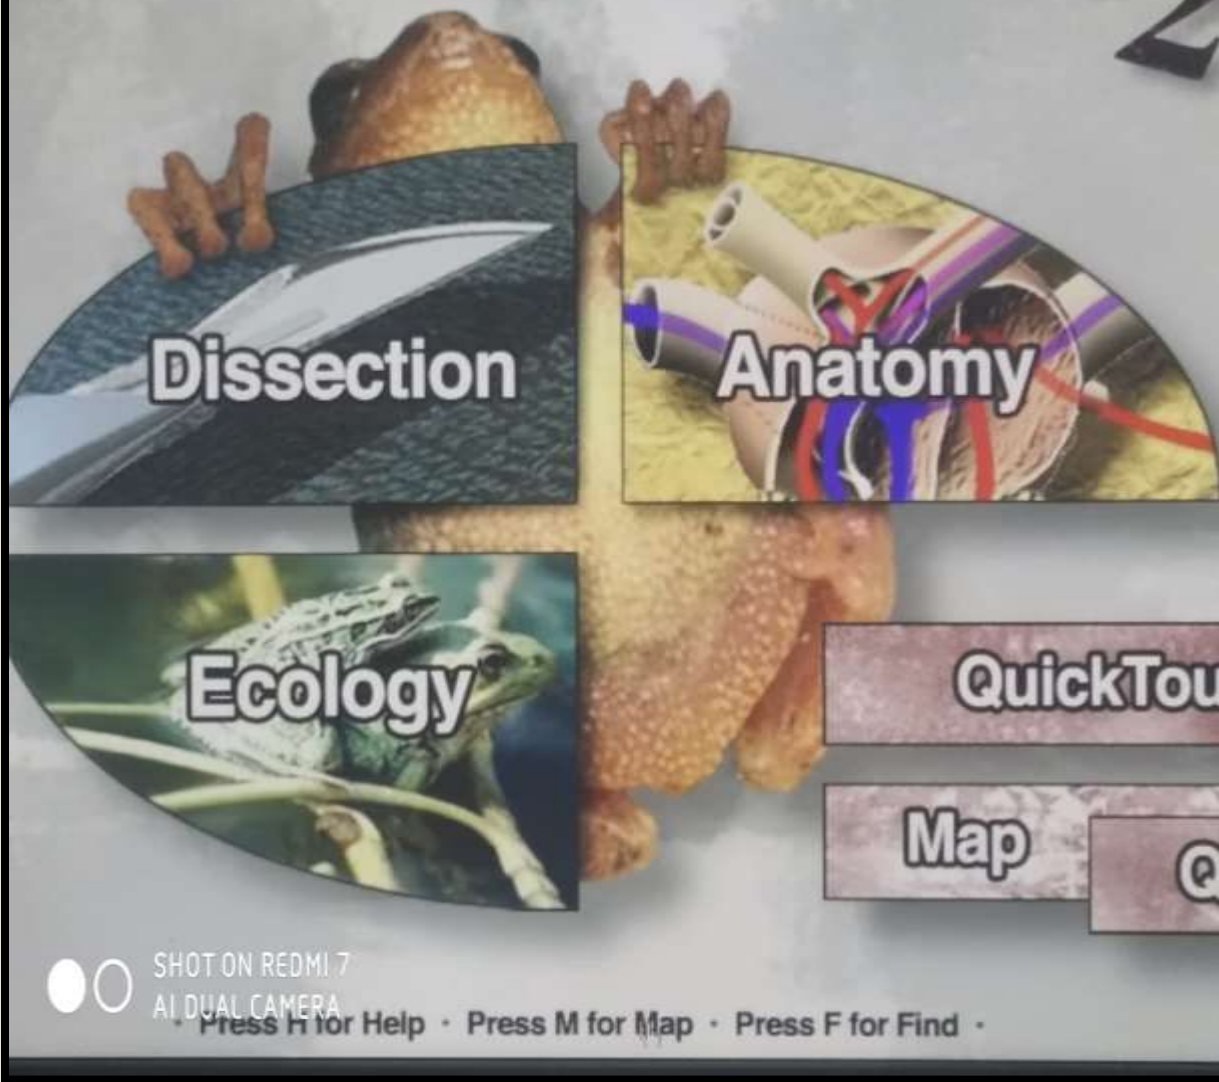 Dissection
Anatomy
Ecology
QuickTou
Map
Q
SHOT ON REDMI 7
AI DUAL CAMERA
· Press H for Help · Press M for Map · Press F for Find ·